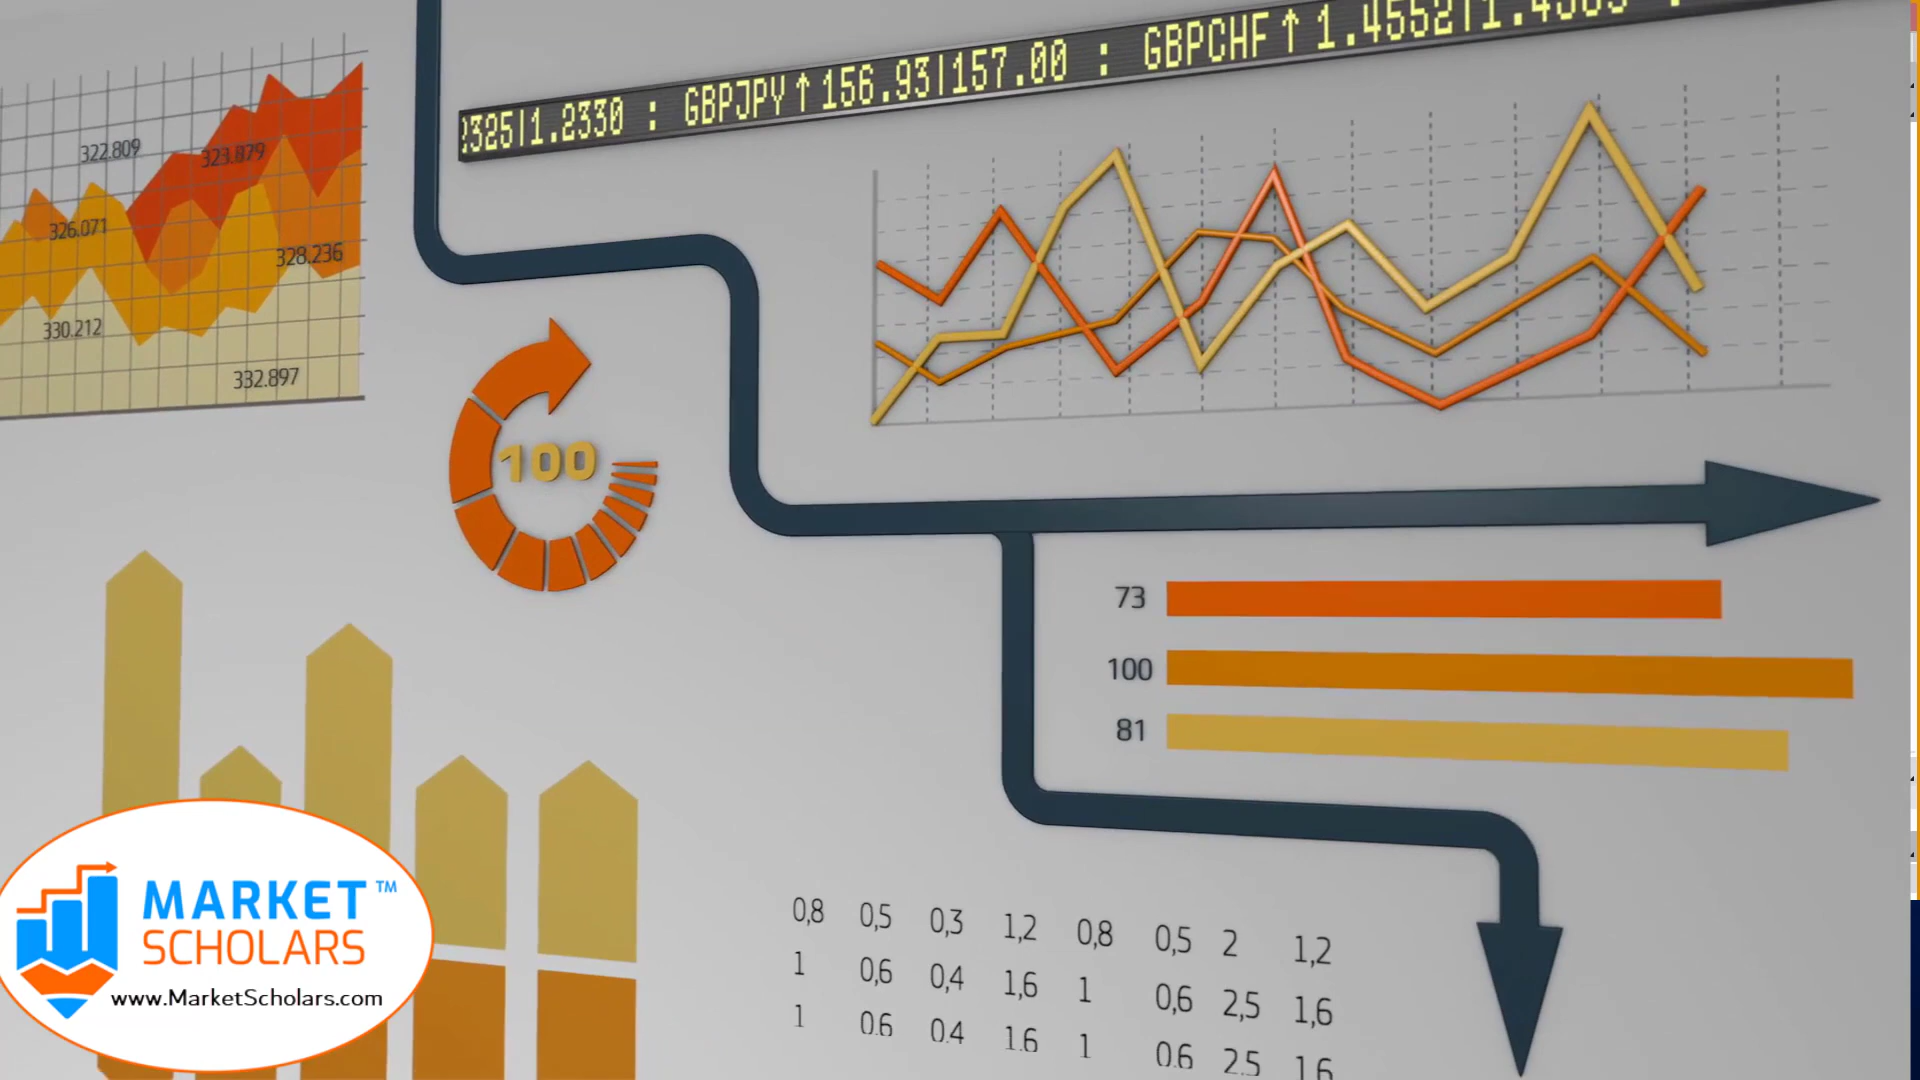 2325|1.2330 : GBPJPY↑156.93|157.00 : GBPCHF↑1.4552|1.4563 :
322.809
323.879
326.071
328.236
330.212
332.897
100
73
100
81
0,8 0,5 0,3 1,2 0,8 0,5 2 1,2
1 0,6 0,4 1,6 1 0,6 2,5 1,6
1 0,6 0,4 1,6 1 0,6 2,5 1,6
MARKET™
SCHOLARS
www.MarketScholars.com